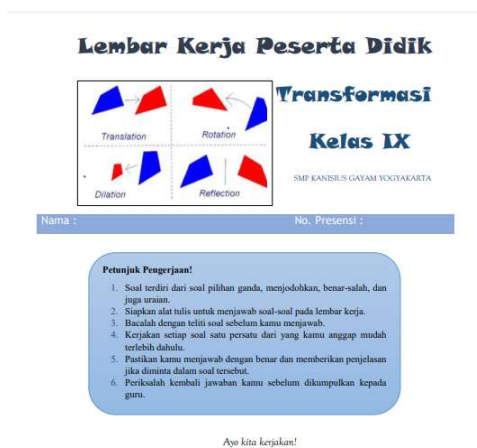 Lembar Kerja Peserta Didik
Transformasi
Kelas IX
SMP KANISIUS GAYAM YOGYAKARTA
Translation
Rotation
Dilation
Reflection
Nama :
No. Presensi :
Petunjuk Pengerjaan!
1. Soal terdiri dari soal pilihan ganda, menjodohkan, benar-salah, dan
juga uraian.
2. Siapkan alat tulis untuk menjawab soal-soal pada lembar kerja.
3. Bacalah dengan teliti soal sebelum kamu menjawab.
4. Kerjakan setiap soal satu persatu dari yang kamu anggap mudah
terlebih dahulu.
5. Pastikan kamu menjawab dengan benar dan memberikan penjelasan
jika diminta dalam soal tersebut.
6. Periksalah kembali jawaban kamu sebelum dikumpulkan kepada
guru.
Ayo kita kerjakan!